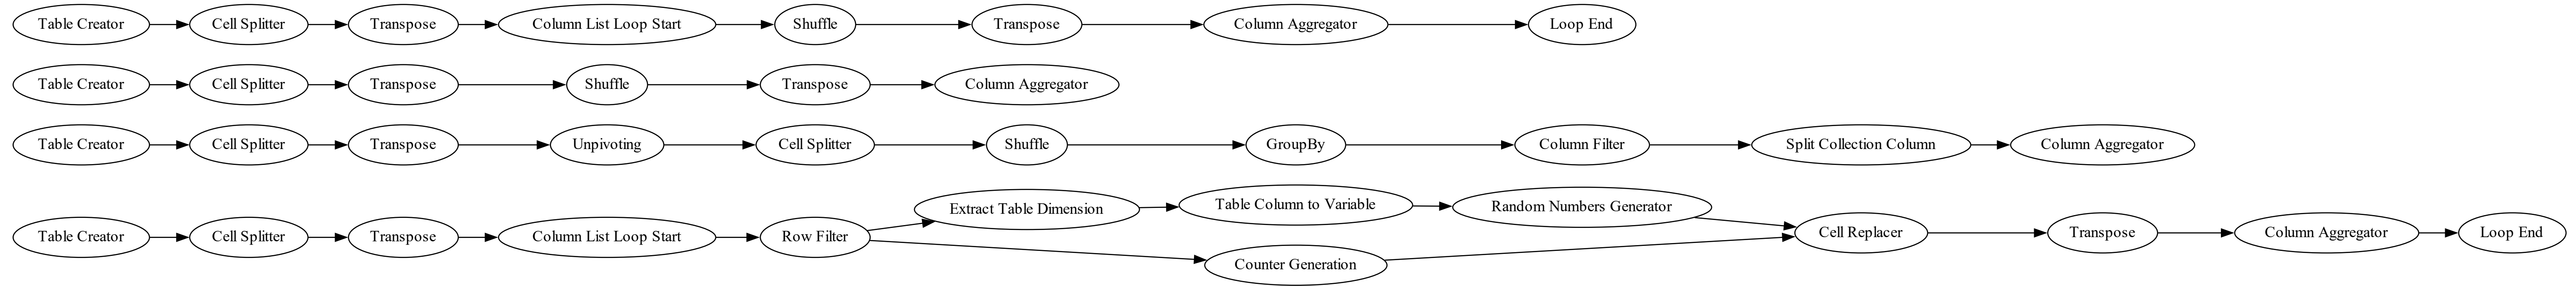 Table Creator Cell Splitter Transpose Column List Loop Start Shuffle Transpose Column Aggregator Loop End
Table Creator Cell Splitter Transpose Shuffle Transpose Column Aggregator
Table Creator Cell Splitter Transpose Unpivoting Cell Splitter Shuffle GroupBy Column Filter Split Collection Column Column Aggregator
Extract Table Dimension Table Column to Variable Random Numbers Generator
Table Creator Cell Splitter Transpose Column List Loop Start Row Filter Cell Replacer Transpose Column Aggregator Loop End
Counter Generation